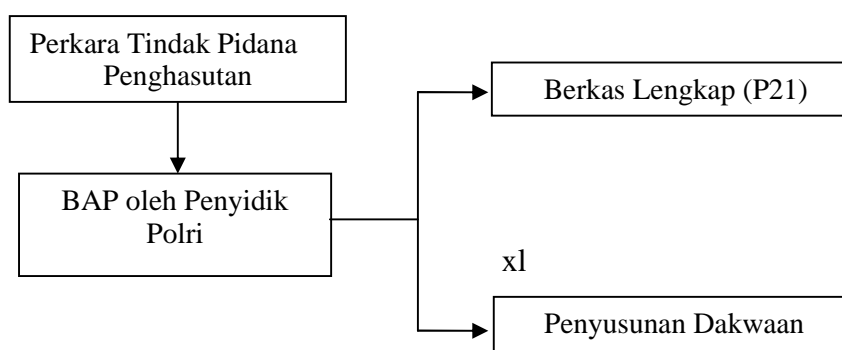 Perkara Tindak Pidana
Penghasutan
Berkas Lengkap (P21)
BAP oleh Penyidik
Polri
xl
Penyusunan Dakwaan